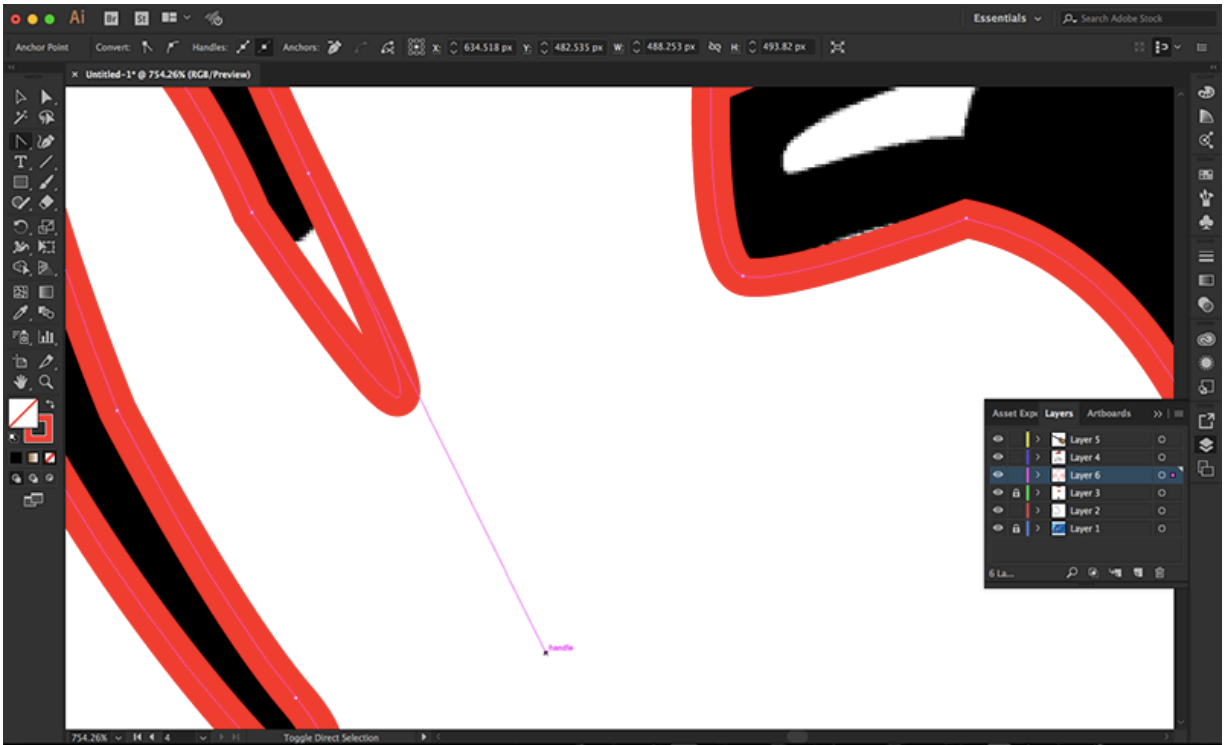 Ai Br St Essentials Search Adobe Stock
Anchor Point Convert: Handles: Anchors: X: 634.518 px Y: 482.535 px W: 488.253 px H: 493.82 px
× Untitled-1* @ 754.26% (RGB/Preview)
T
Asset Expo Layers Artboards
Layer 5
Layer 4
Layer 6
Layer 3
Layer 2
Layer 1
6 La...
handle
754.26% 4 Toggle Direct Selection